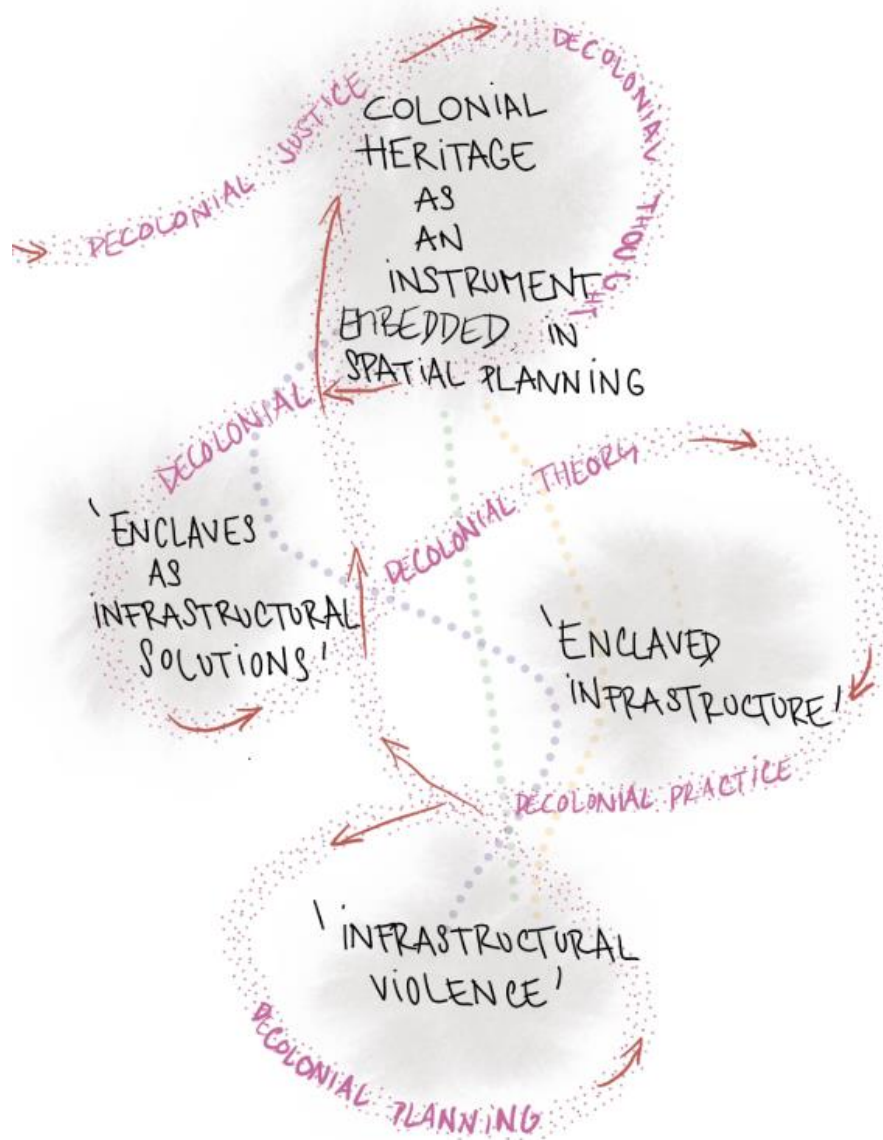 DECOLONIAL JUSTICE
DECOLONIAL THOUGHT
COLONIAL
HERITAGE
AS
AN
INSTRUMENT
EMBEDDED IN
SPATIAL PLANNING
DECOLONIAL
'ENCLAVES
AS
INFRASTRUCTURAL
SOLUTIONS'
DECOLONIAL THEORY
'ENCLAVED
INFRASTRUCTURE'
DECOLONIAL PRACTICE
'INFRASTRUCTURAL
VIOLENCE'
DECOLONIAL PLANNING